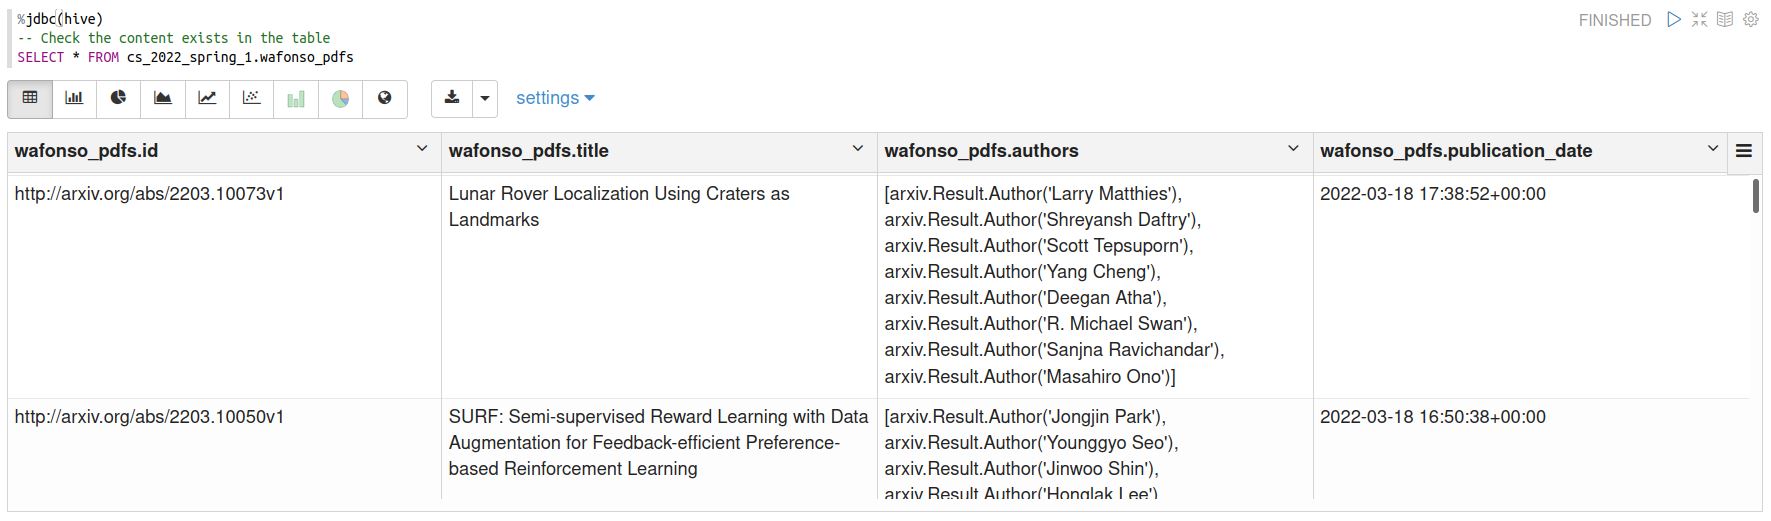 %jdbc(hive)
FINISHED
-- Check the content exists in the table
SELECT * FROM cs_2022_spring_1.wafonso_pdfs
settings
wafonso_pdfs.id
wafonso_pdfs.title
wafonso_pdfs.authors
wafonso_pdfs.publication_date
http://arxiv.org/abs/2203.10073v1
Lunar Rover Localization Using Craters as
Landmarks
[arxiv.Result.Author('Larry Matthies'),
arxiv.Result.Author('Shreyansh Daftry'),
arxiv.Result.Author('Scott Tepsuporn'),
arxiv.Result.Author('Yang Cheng'),
arxiv.Result.Author('Deegan Atha'),
arxiv.Result.Author('R. Michael Swan'),
arxiv.Result.Author('Sanjna Ravichandar'),
arxiv.Result.Author('Masahiro Ono')]
2022-03-18 17:38:52+00:00
http://arxiv.org/abs/2203.10050v1
SURF: Semi-supervised Reward Learning with Data
Augmentation for Feedback-efficient Preference-
based Reinforcement Learning
[arxiv.Result.Author('Jongjin Park'),
arxiv.Result.Author('Younggyo Seo'),
arxiv.Result.Author('Jinwoo Shin'),
arxiv.Result.Author('Honglak Lee')
2022-03-18 16:50:38+00:00